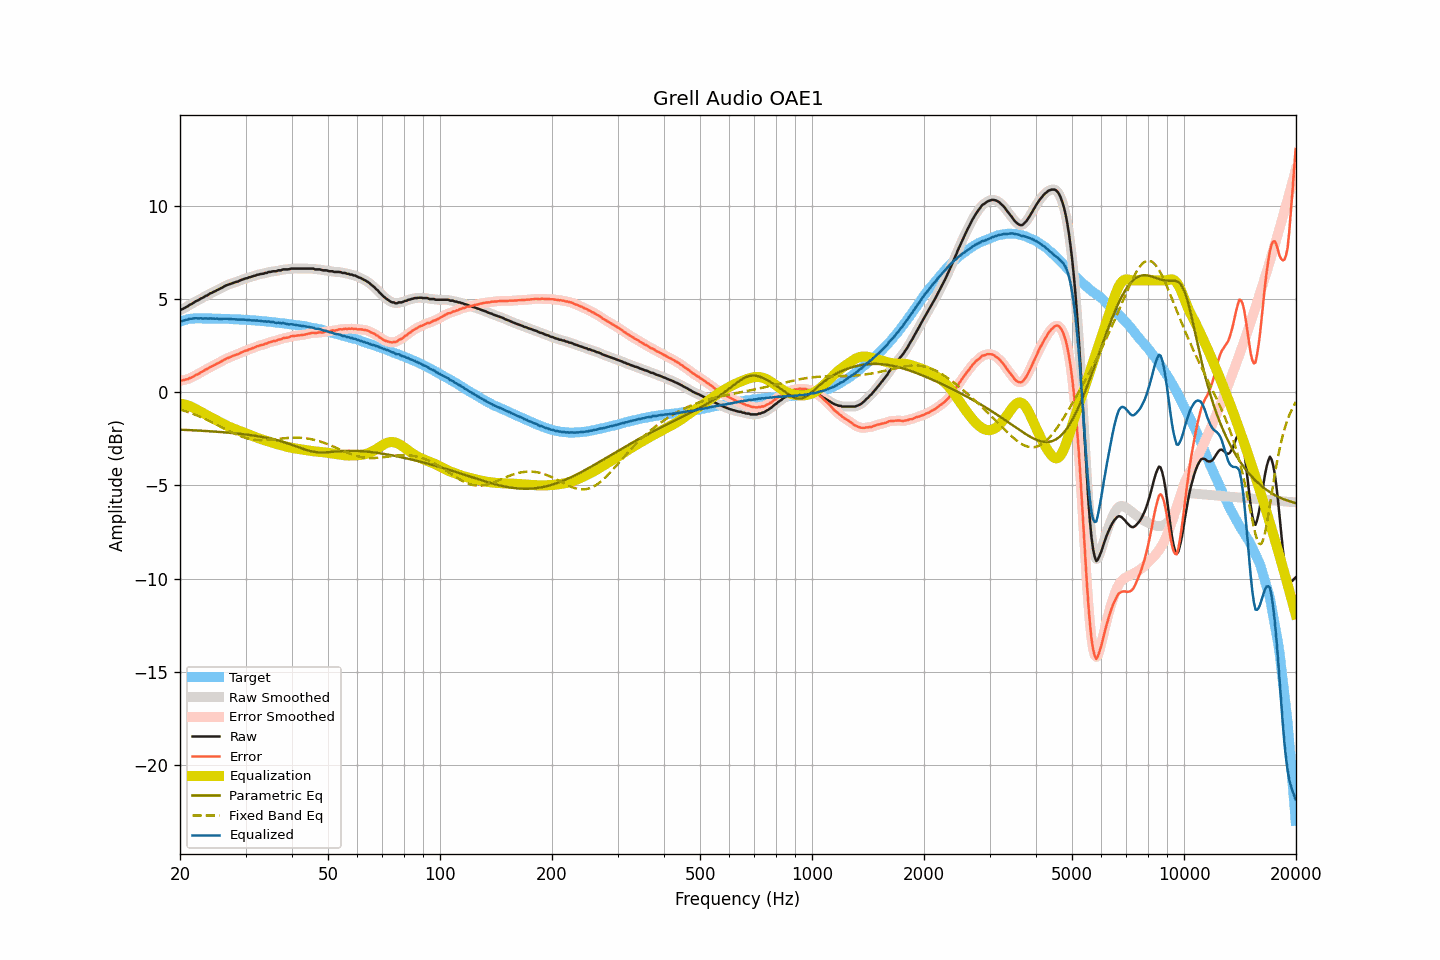 Grell Audio OAE1
Amplitude (dBr)
10
5
0
−5
−10
−15
−20
Target
Raw Smoothed
Error Smoothed
Raw
Error
Equalization
Parametric Eq
Fixed Band Eq
Equalized
20 50 100 200 500 1000 2000 5000 10000 20000
Frequency (Hz)